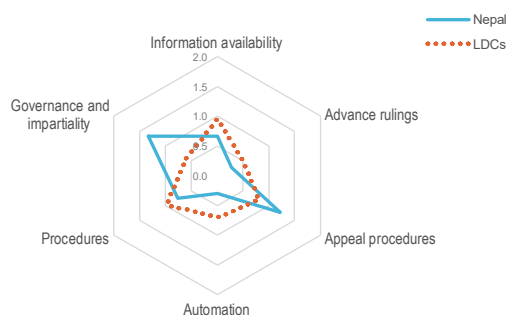 Nepal
LDCs
Information availability
2.0
1.5
1.0
0.5
0.0
Governance and
impartiality
Advance rulings
Procedures
Appeal procedures
Automation